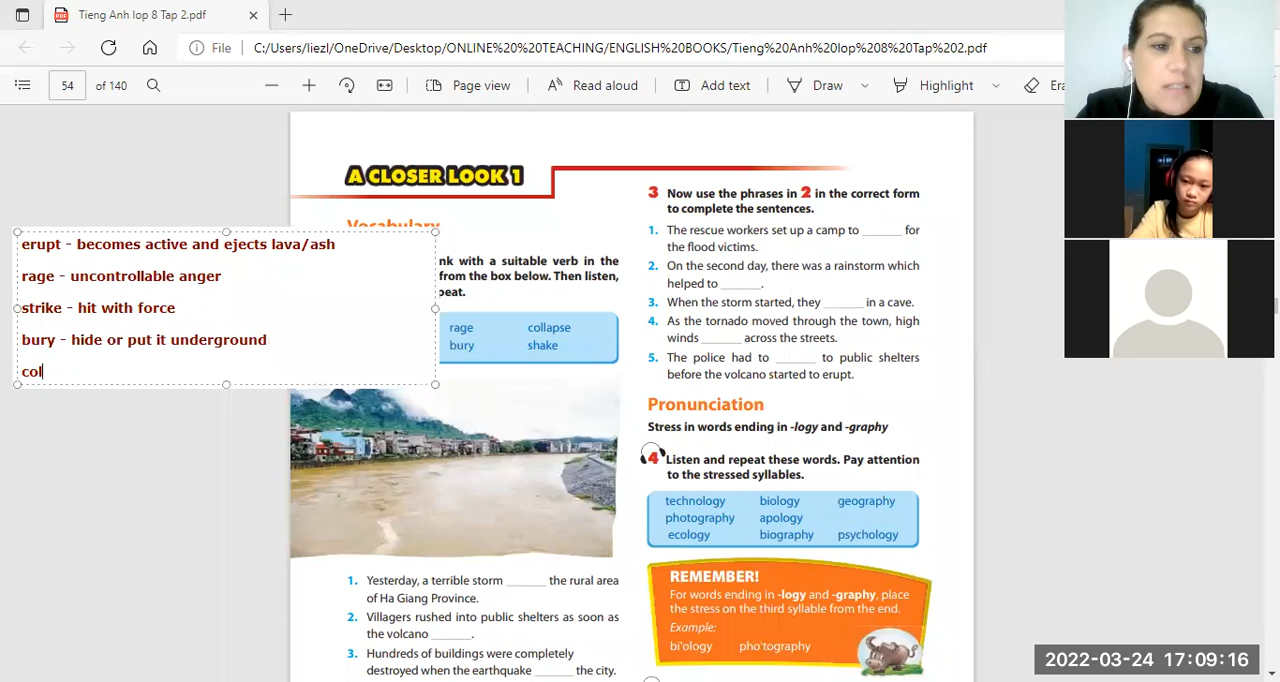 Tieng Anh lop 8 Tap 2.pdf
File C:/Users/liezl/OneDrive/Desktop/ONLINE%20%20TEACHING/ENGLISH%20BOOKS/Tieng%20Anh%20lop%208%20Tap%202.pdf
54 of 140 Page view Read aloud Add text Draw Highlight Era
A CLOSER LOOK 1
Vocabulary
nk with a suitable verb in the
from the box below. Then listen,
peat.
rage collapse
bury shake
erupt - becomes active and ejects lava/ash
rage - uncontrollable anger
strike - hit with force
bury - hide or put it underground
col
1. Yesterday, a terrible storm ______ the rural area
of Ha Giang Province.
2. Villagers rushed into public shelters as soon as
the volcano ______.
3. Hundreds of buildings were completely
destroyed when the earthquake ______ the city.
3 Now use the phrases in 2 in the correct form
to complete the sentences.
1. The rescue workers set up a camp to ______ for
the flood victims.
2. On the second day, there was a rainstorm which
helped to ______.
3. When the storm started, they ______ in a cave.
4. As the tornado moved through the town, high
winds ______ across the streets.
5. The police had to ______ to public shelters
before the volcano started to erupt.
Pronunciation
Stress in words ending in -logy and -graphy
4 Listen and repeat these words. Pay attention
to the stressed syllables.
technology biology geography
photography apology
ecology biography psychology
REMEMBER!
For words ending in -logy and -graphy, place
the stress on the third syllable from the end.
Example:
bi'ology pho'tography
2022-03-24 17:09:16